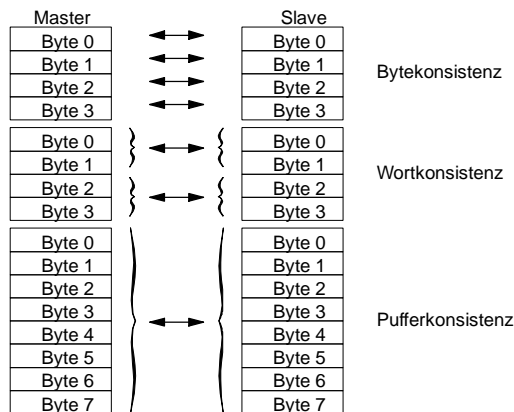 Master Slave
Byte 0 Byte 0
Byte 1 Byte 1 Bytekonsistenz
Byte 2 Byte 2
Byte 3 Byte 3
Byte 0 Byte 0
Byte 1 Byte 1 Wortkonsistenz
Byte 2 Byte 2
Byte 3 Byte 3
Byte 0 Byte 0
Byte 1 Byte 1
Byte 2 Byte 2
Byte 3 Byte 3 Pufferkonsistenz
Byte 4 Byte 4
Byte 5 Byte 5
Byte 6 Byte 6
Byte 7 Byte 7